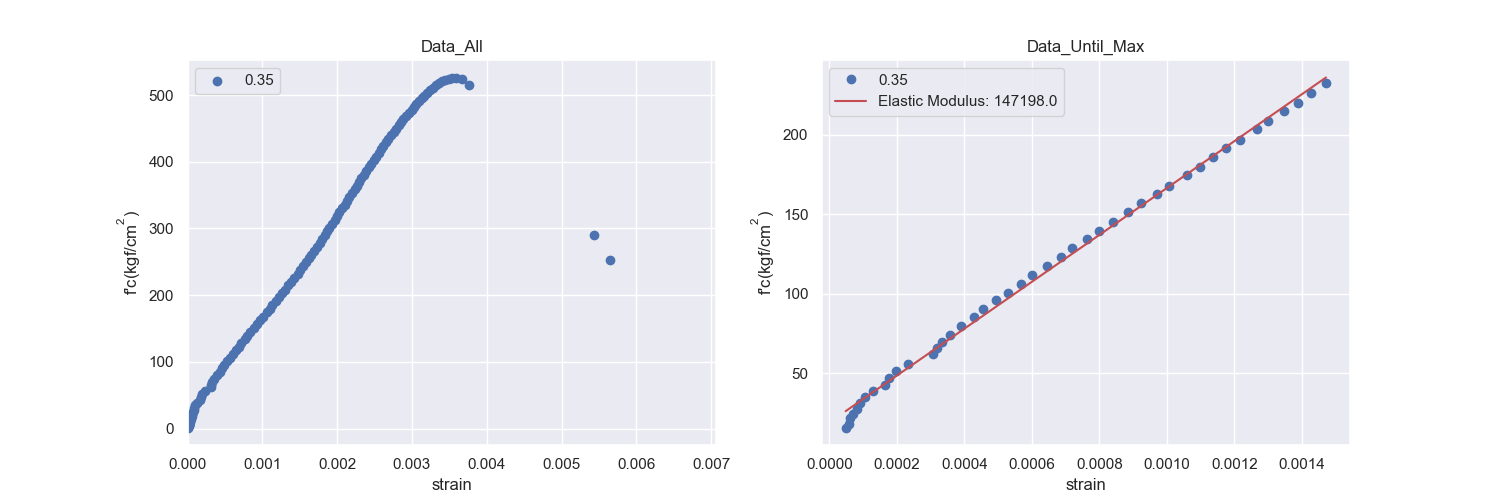 Data_All
0.35
500
400
300
200
100
0
f'c(kgf/cm²)
0.000 0.001 0.002 0.003 0.004 0.005 0.006 0.007
strain
Data_Until_Max
0.35
Elastic Modulus: 147198.0
200
150
100
50
f'c(kgf/cm²)
0.0000 0.0002 0.0004 0.0006 0.0008 0.0010 0.0012 0.0014
strain